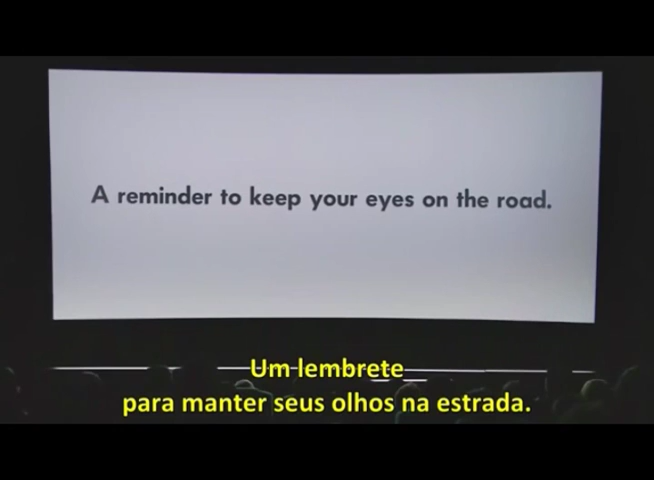 A reminder to keep your eyes on the road.
Um lembrete
para manter seus olhos na estrada.